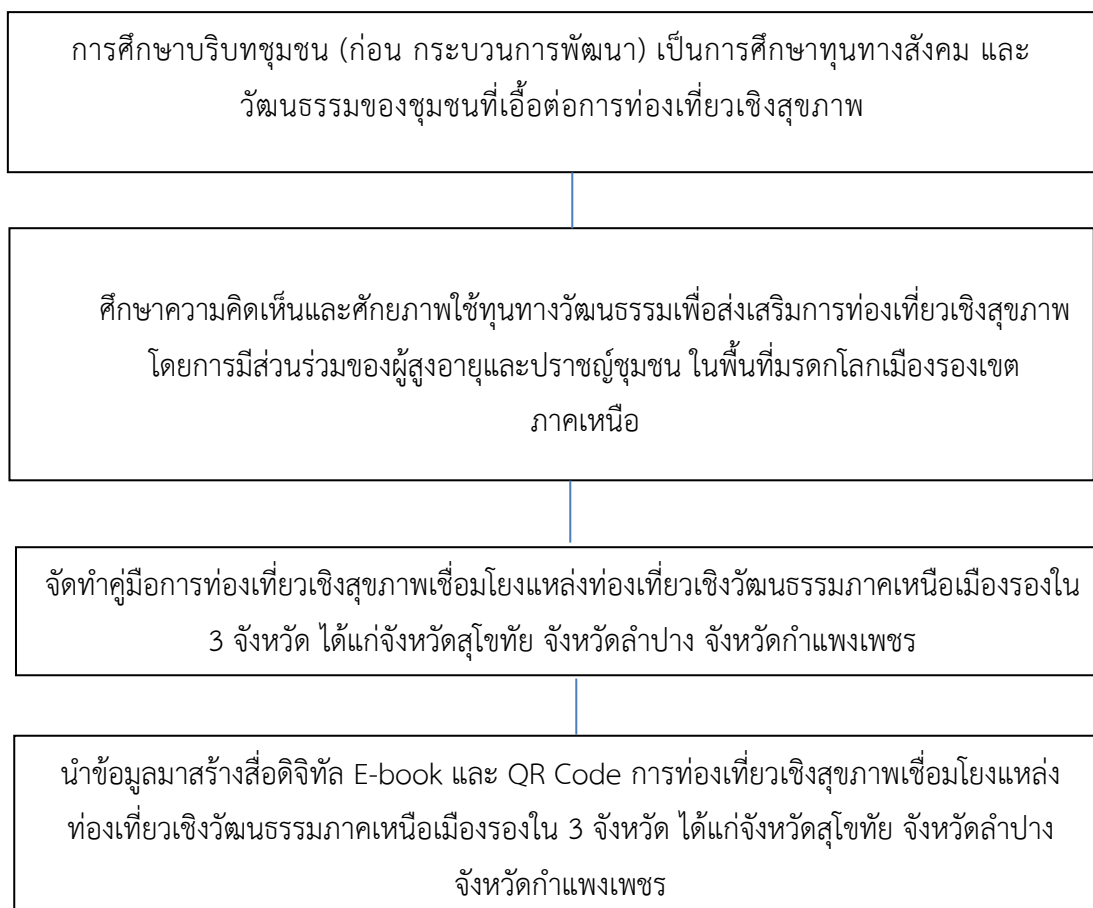 การศึกษาบริบทชุมชน (ก่อน กระบวนการพัฒนา) เป็นการศึกษาทุนทางสังคม และ
วัฒนธรรมของชุมชนที่เอื้อต่อการท่องเที่ยวเชิงสุขภาพ
ศึกษาความคิดเห็นและศักยภาพใช้ทุนทางวัฒนธรรมเพื่อส่งเสริมการท่องเที่ยวเชิงสุขภาพ
โดยการมีส่วนร่วมของผู้สูงอายุและปราชญ์ชุมชน ในพื้นที่มรดกโลกเมืองรองเขต
ภาคเหนือ
จัดทำคู่มือการท่องเที่ยวเชิงสุขภาพเชื่อมโยงแหล่งท่องเที่ยวเชิงวัฒนธรรมภาคเหนือเมืองรองใน
3 จังหวัด ได้แก่จังหวัดสุโขทัย จังหวัดลำปาง จังหวัดกำแพงเพชร
นำข้อมูลมาสร้างสื่อดิจิทัล E-book และ QR Code การท่องเที่ยวเชิงสุขภาพเชื่อมโยงแหล่ง
ท่องเที่ยวเชิงวัฒนธรรมภาคเหนือเมืองรองใน 3 จังหวัด ได้แก่จังหวัดสุโขทัย จังหวัดลำปาง
จังหวัดกำแพงเพชร